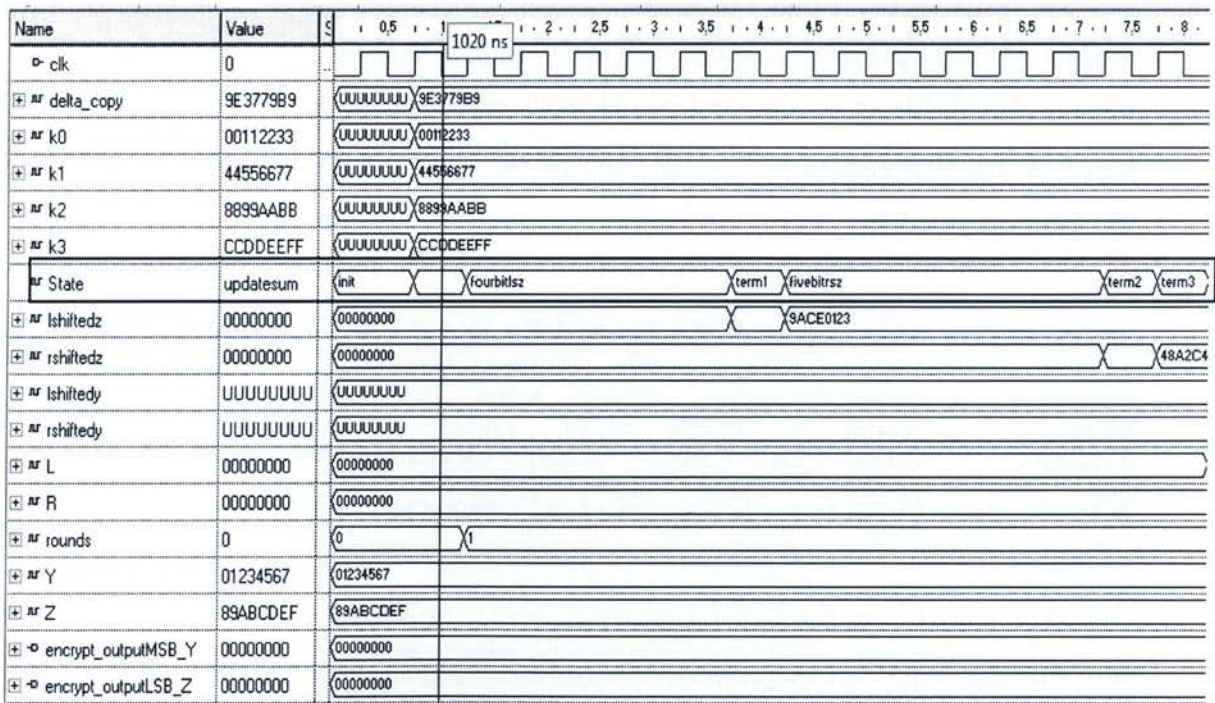 Name Value S 0,5 1 2 2,5 3 3,5 4 4,5 5 5,5 6 6,5 7 7,5 8
1020 ns
clk 0
delta_copy 9E3779B9 UUUUUUUU 9E3779B9
k0 00112233 UUUUUUUU 00112233
k1 44556677 UUUUUUUU 44556677
k2 8899AABB UUUUUUUU 8899AABB
k3 CCDDEEFF UUUUUUUU CCDDEEFF
State updatesum init fourbitlsz term1 fivebitrsz term2 term3
lshiftedz 00000000 00000000 9ACE0123
rshiftedz 00000000 00000000 48A2C4
lshiftedy UUUUUUUU UUUUUUUU
rshiftedy UUUUUUUU UUUUUUUU
L 00000000 00000000
R 00000000 00000000
rounds 0 0 1
Y 01234567 01234567
Z 89ABCDEF 89ABCDEF
encrypt_outputMSB_Y 00000000 00000000
encrypt_outputLSB_Z 00000000 00000000